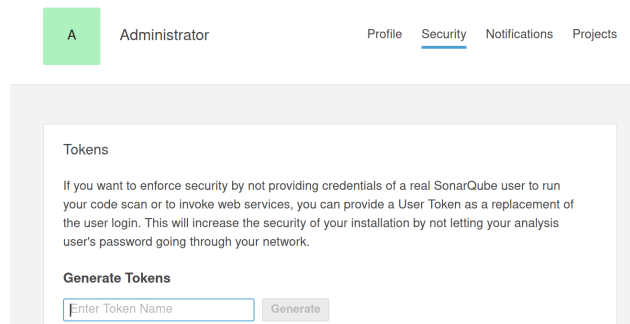 A
Administrator
Profile Security Notifications Projects
Tokens
If you want to enforce security by not providing credentials of a real SonarQube user to run
your code scan or to invoke web services, you can provide a User Token as a replacement of
the user login. This will increase the security of your installation by not letting your analysis
user's password going through your network.
Generate Tokens
Enter Token Name Generate